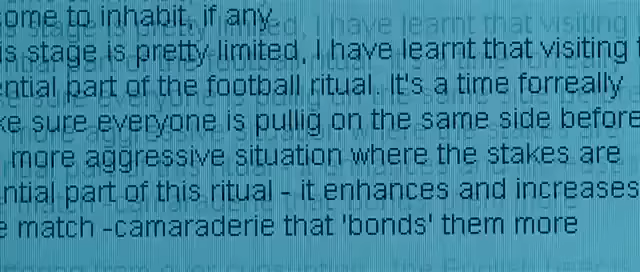 ome to inhabit, if any.
is stage is pretty limited, I have learnt that visiting
ntial part of the football ritual. It's a time forreally
ke sure everyone is pullig on the same side before
more aggressive situation where the stakes are
ntial part of this ritual - it enhances and increases
e match -camaraderie that 'bonds' them more